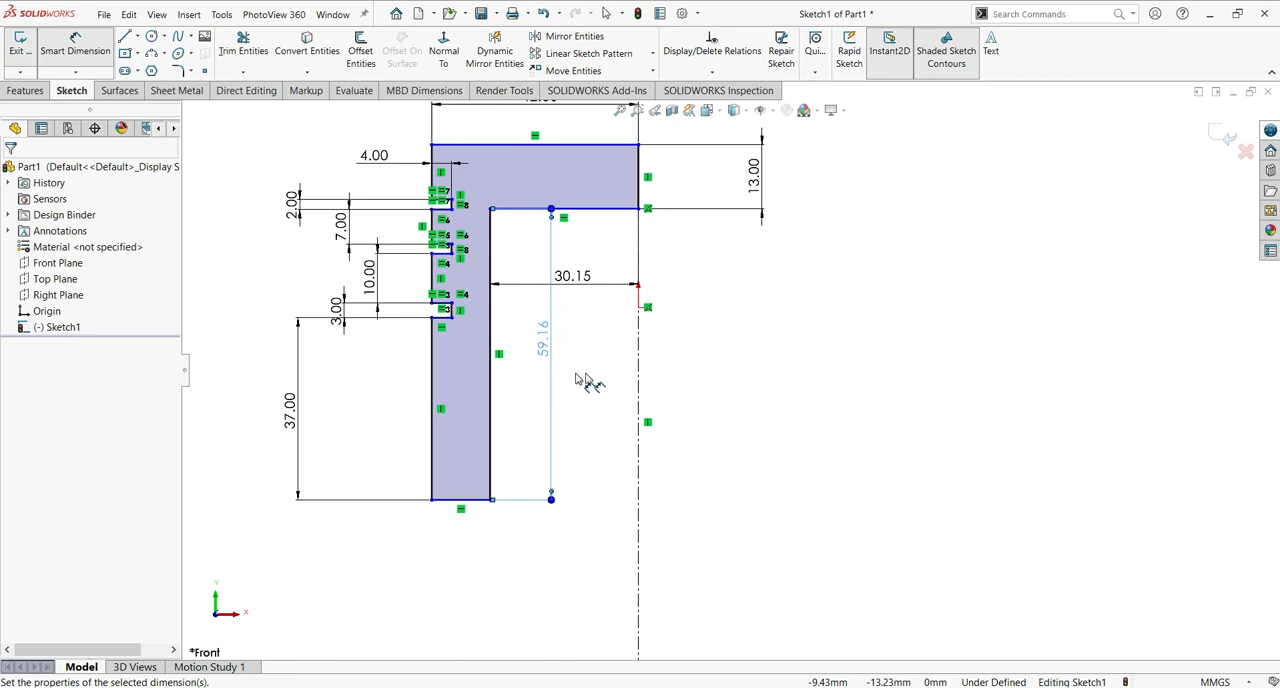 SOLIDWORKS File Edit View Insert Tools PhotoView 360 Window Sketch1 of Part1 * Search Commands
Exit ... Smart Dimension Trim Entities Convert Entities Offset Entities Offset On Surface Normal To Dynamic Mirror Entities Mirror Entities Linear Sketch Pattern Move Entities Display/Delete Relations Repair Sketch Qui... Rapid Sketch Instant2D Shaded Sketch Contours Text
Features Sketch Surfaces Sheet Metal Direct Editing Markup Evaluate MBD Dimensions Render Tools SOLIDWORKS Add-Ins SOLIDWORKS Inspection
Part1 (Default<<Default>_Display S
History
Sensors
Design Binder
Annotations
Material <not specified>
Front Plane
Top Plane
Right Plane
Origin
(-) Sketch1
4.00
13.00
2.00
7.00
10.00
3.00
37.00
30.15
59.16
Y
X
*Front
Model 3D Views Motion Study 1
Set the properties of the selected dimension(s). -9.43mm -13.23mm 0mm Under Defined Editing Sketch1 MMGS